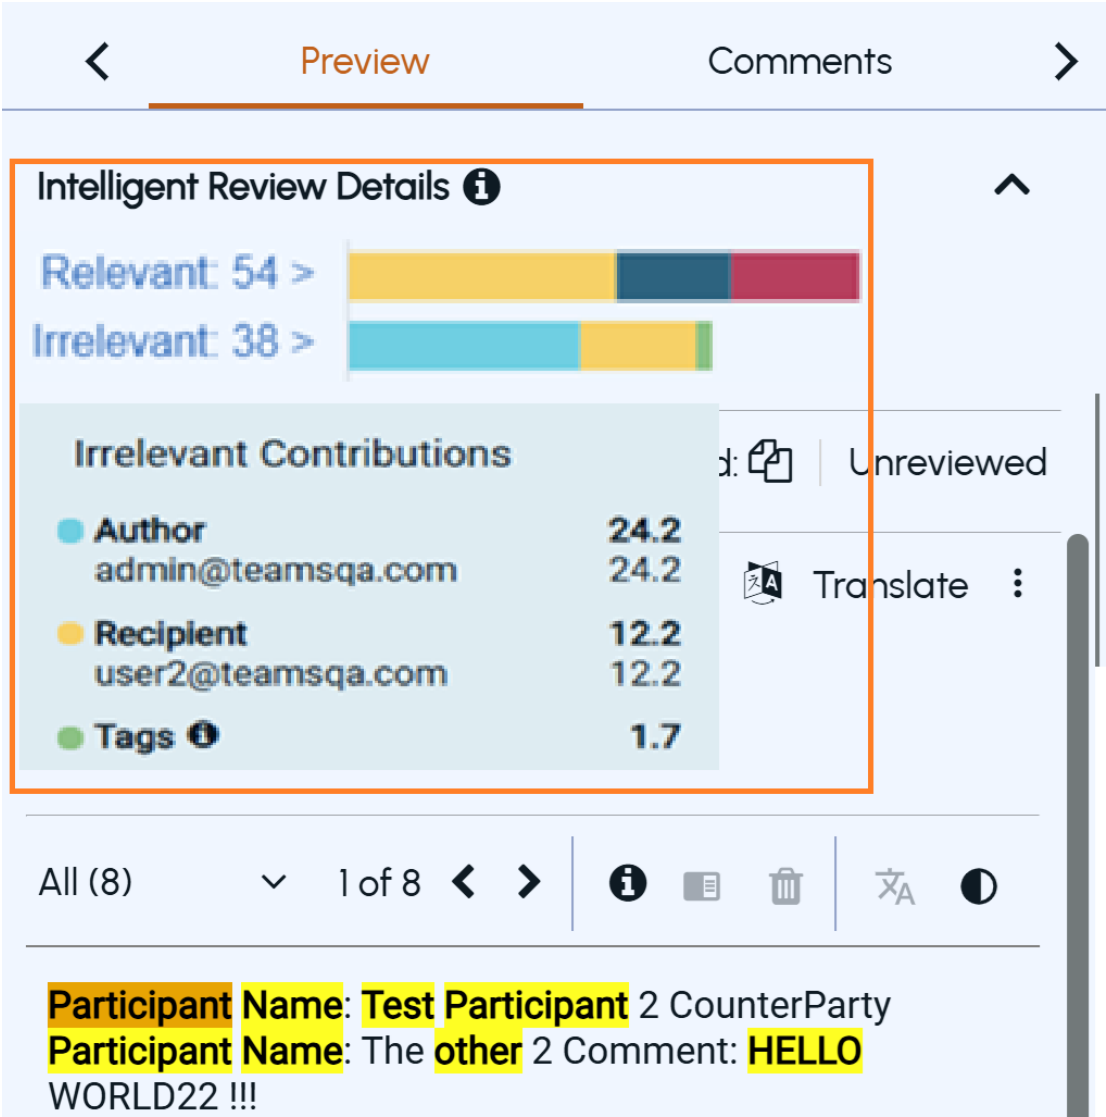 Preview Comments
Intelligent Review Details
Relevant: 54 >
Irrelevant: 38 >
Irrelevant Contributions
d: Unreviewed
Author 24.2
admin@teamsqa.com 24.2
Translate
Recipient 12.2
user2@teamsqa.com 12.2
Tags 1.7
All (8) 1 of 8
Participant Name: Test Participant 2 CounterParty
Participant Name: The other 2 Comment: HELLO
WORLD22 !!!